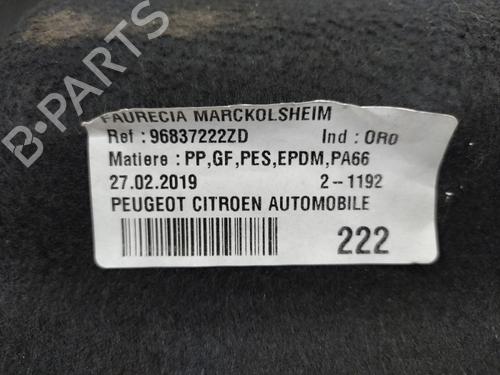 FAURECIA MARCKOLSHEIM
Ref : 96837222ZD Ind : ORO
Matiere : PP,GF,PES,EPDM,PA66
27.02.2019 2-1192
PEUGEOT CITROEN AUTOMOBILE
222
B-PARTS